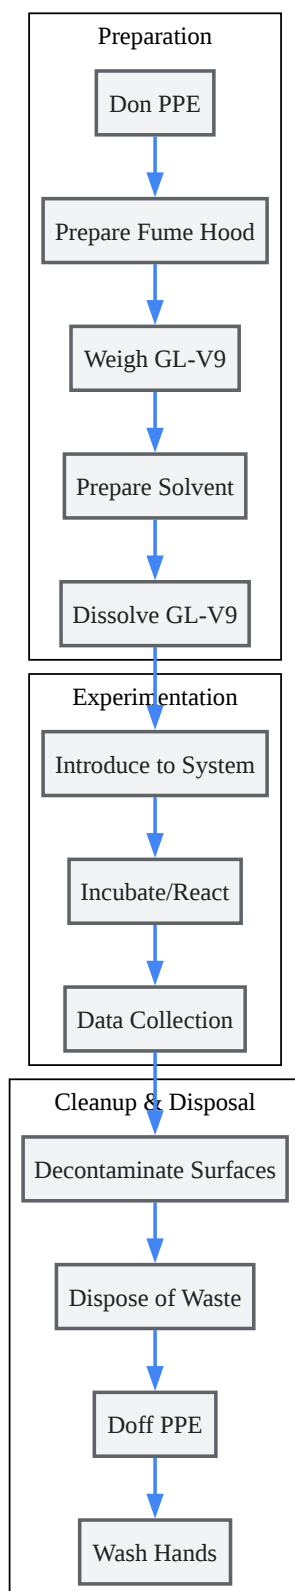 Preparation
Don PPE
Prepare Fume Hood
Weigh GL-V9
Prepare Solvent
Dissolve GL-V9
Experimentation
Introduce to System
Incubate/React
Data Collection
Cleanup & Disposal
Decontaminate Surfaces
Dispose of Waste
Doff PPE
Wash Hands